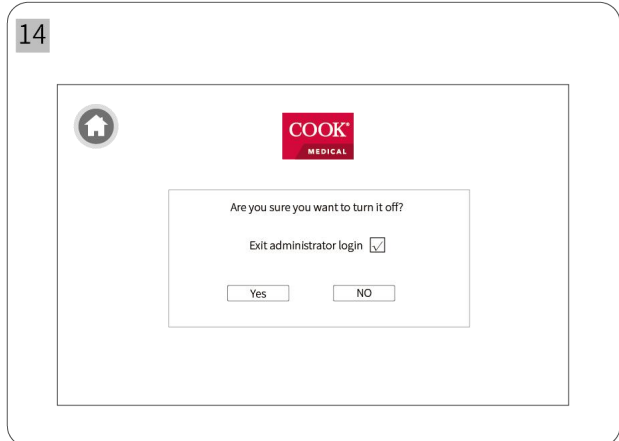 14
COOK®
MEDICAL
Are you sure you want to turn it off?
Exit administrator login
Yes
NO